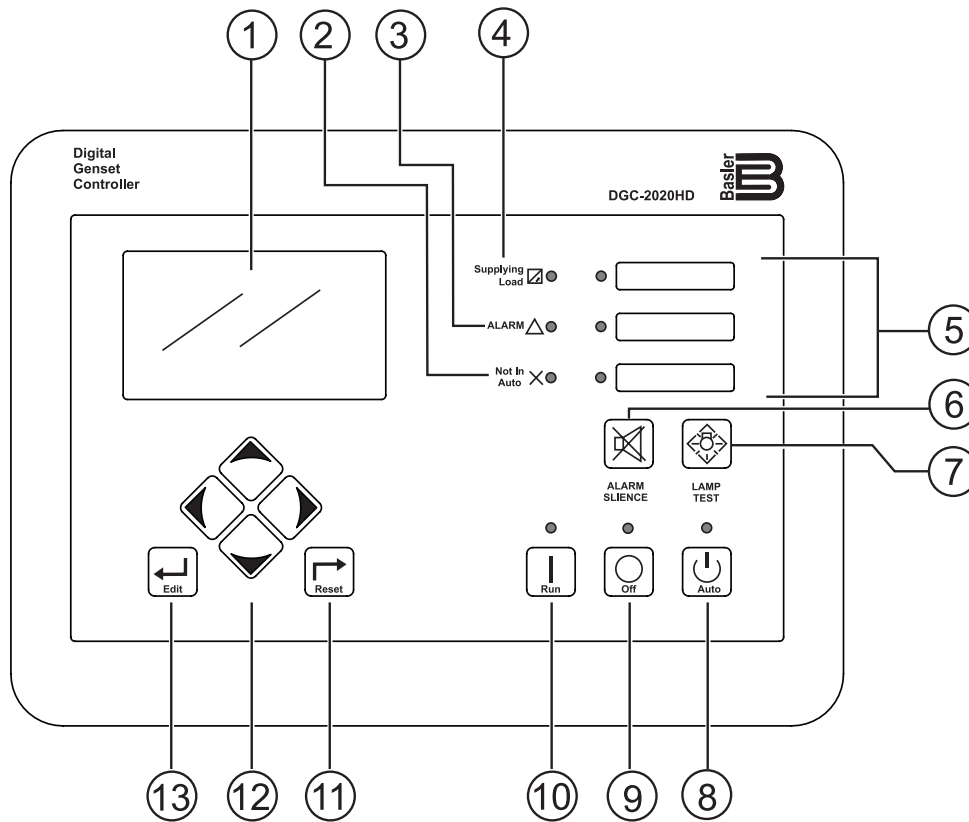 1
2
3
4
Digital
Genset
Controller
DGC-2020HD
Basler
Supplying
Load
ALARM
Not In
Auto
5
6
7
ALARM
SLIENCE
LAMP
TEST
Edit
Reset
Run
Off
Auto
13
12
11
10
9
8